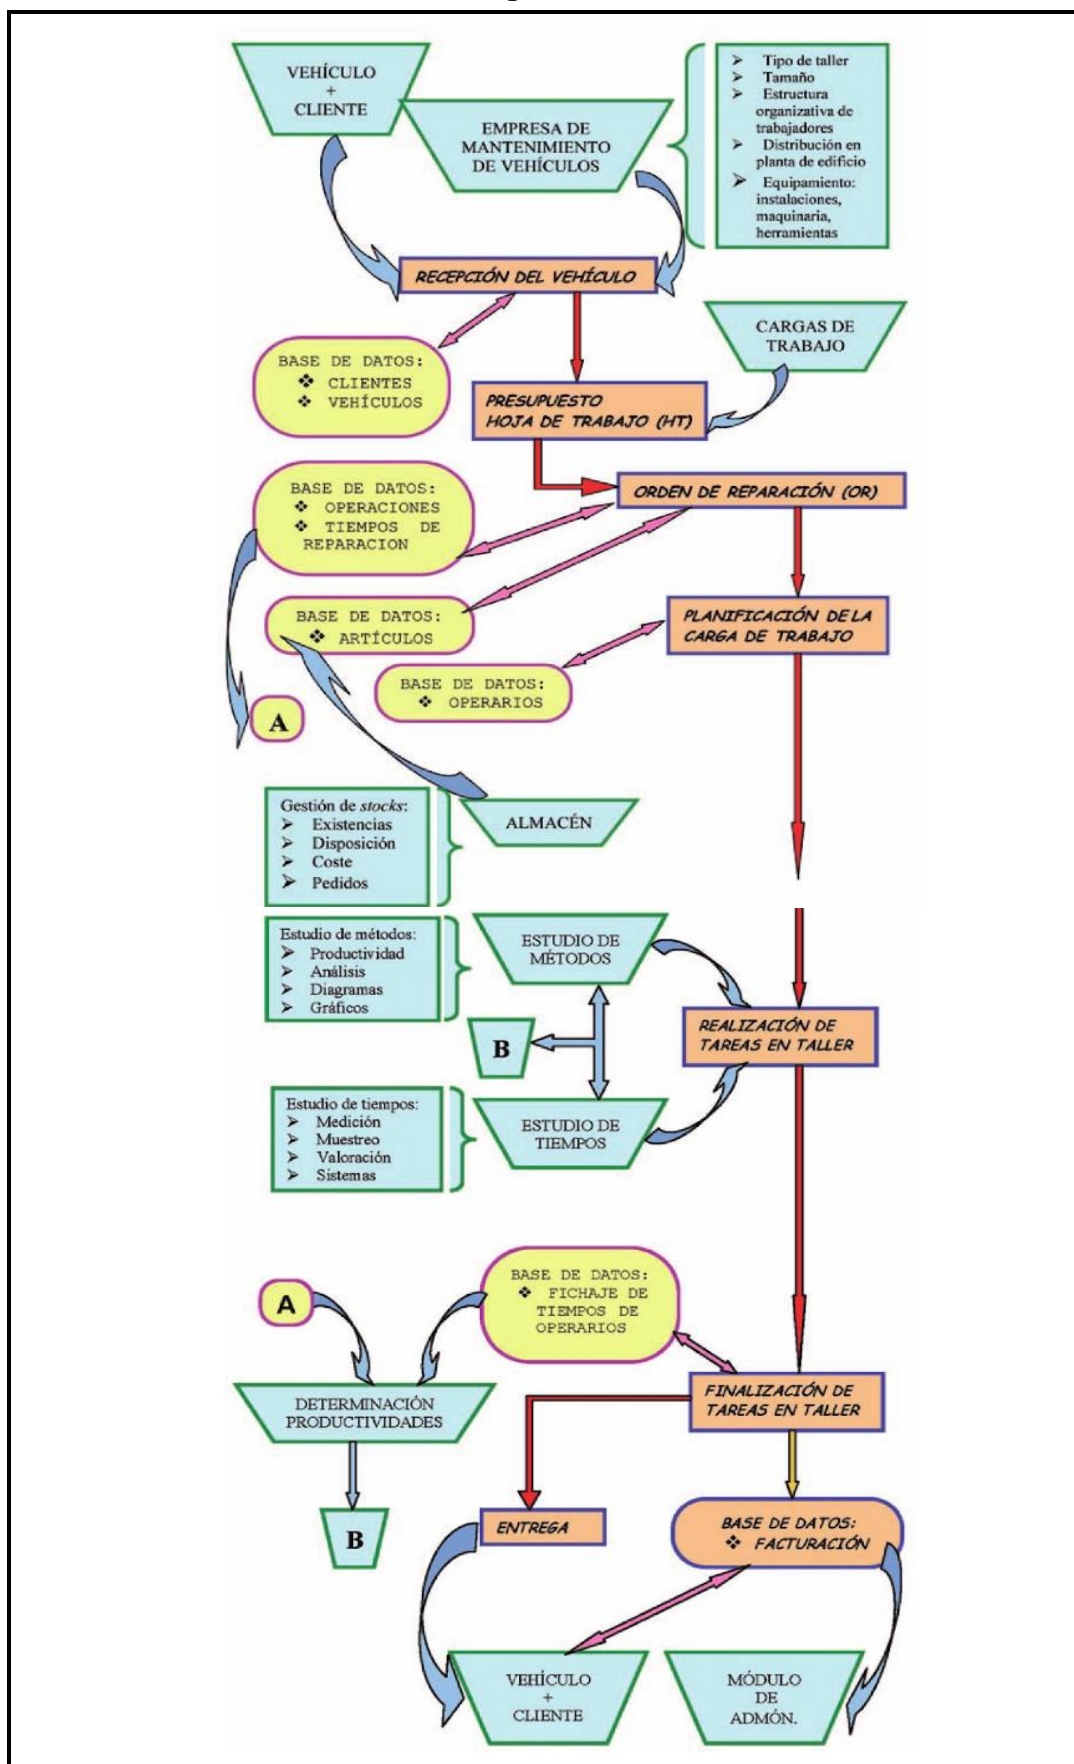 VEHÍCULO
+
CLIENTE
EMPRESA DE
MANTENIMIENTO
DE VEHÍCULOS
➢ Tipo de taller
➢ Tamaño
➢ Estructura
organizativa de
trabajadores
➢ Distribución en
planta de edificio
➢ Equipamiento:
instalaciones,
maquinaria,
herramientas
RECEPCIÓN DEL VEHÍCULO
CARGAS DE
TRABAJO
BASE DE DATOS:
❖ CLIENTES
❖ VEHÍCULOS
PRESUPUESTO
HOJA DE TRABAJO (HT)
BASE DE DATOS:
❖ OPERACIONES
❖ TIEMPOS DE
REPARACION
ORDEN DE REPARACIÓN (OR)
BASE DE DATOS:
❖ ARTÍCULOS
PLANIFICACIÓN DE LA
CARGA DE TRABAJO
BASE DE DATOS:
❖ OPERARIOS
A
Gestión de stocks:
➢ Existencias
➢ Disposición
➢ Coste
➢ Pedidos
ALMACÉN
Estudio de métodos:
➢ Productividad
➢ Análisis
➢ Diagramas
➢ Gráficos
ESTUDIO DE
MÉTODOS
B
REALIZACIÓN DE
TAREAS EN TALLER
Estudio de tiempos:
➢ Medición
➢ Muestreo
➢ Valoración
➢ Sistemas
ESTUDIO DE
TIEMPOS
A
BASE DE DATOS:
❖ FICHAJE DE
TIEMPOS DE
OPERARIOS
DETERMINACIÓN
PRODUCTIVIDADES
FINALIZACIÓN DE
TAREAS EN TALLER
B
ENTREGA
BASE DE DATOS:
❖ FACTURACIÓN
VEHÍCULO
+
CLIENTE
MÓDULO
DE
ADMÓN.